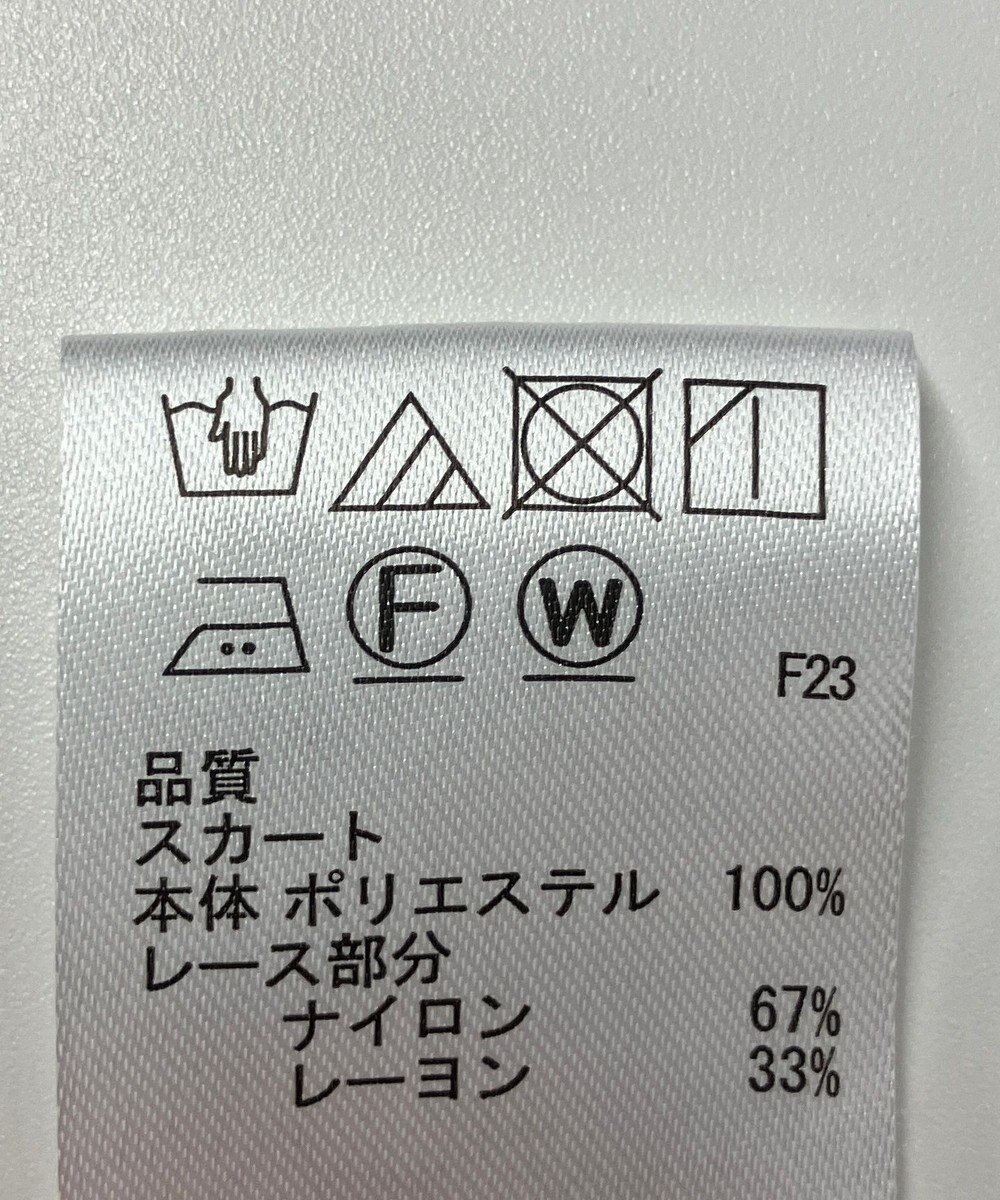 F W
F23
品質
スカート
本体 ポリエステル 100%
レース部分
ナイロン 67%
レーヨン 33%